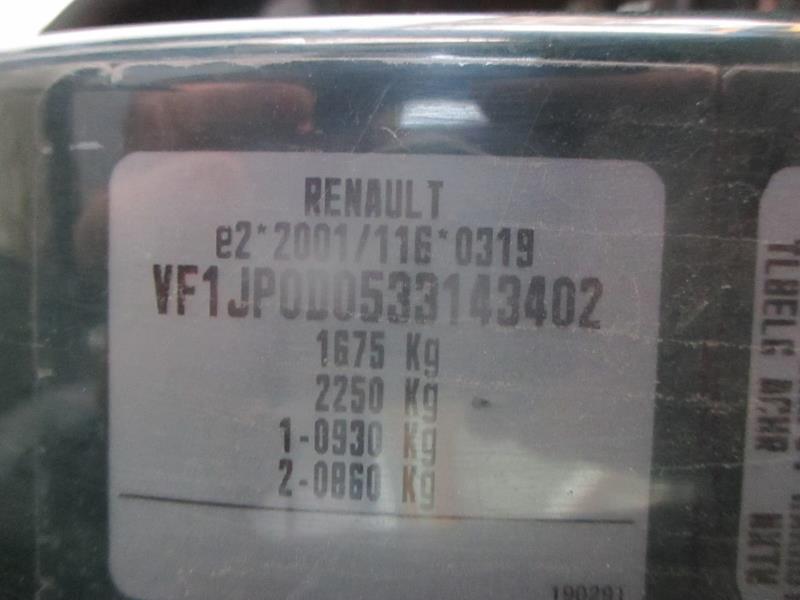 RENAULT
e2*2001/116*0319
VF1JP0D0533143402
1675 Kg
2250 Kg
1-0930 Kg
2-0860 Kg
190291